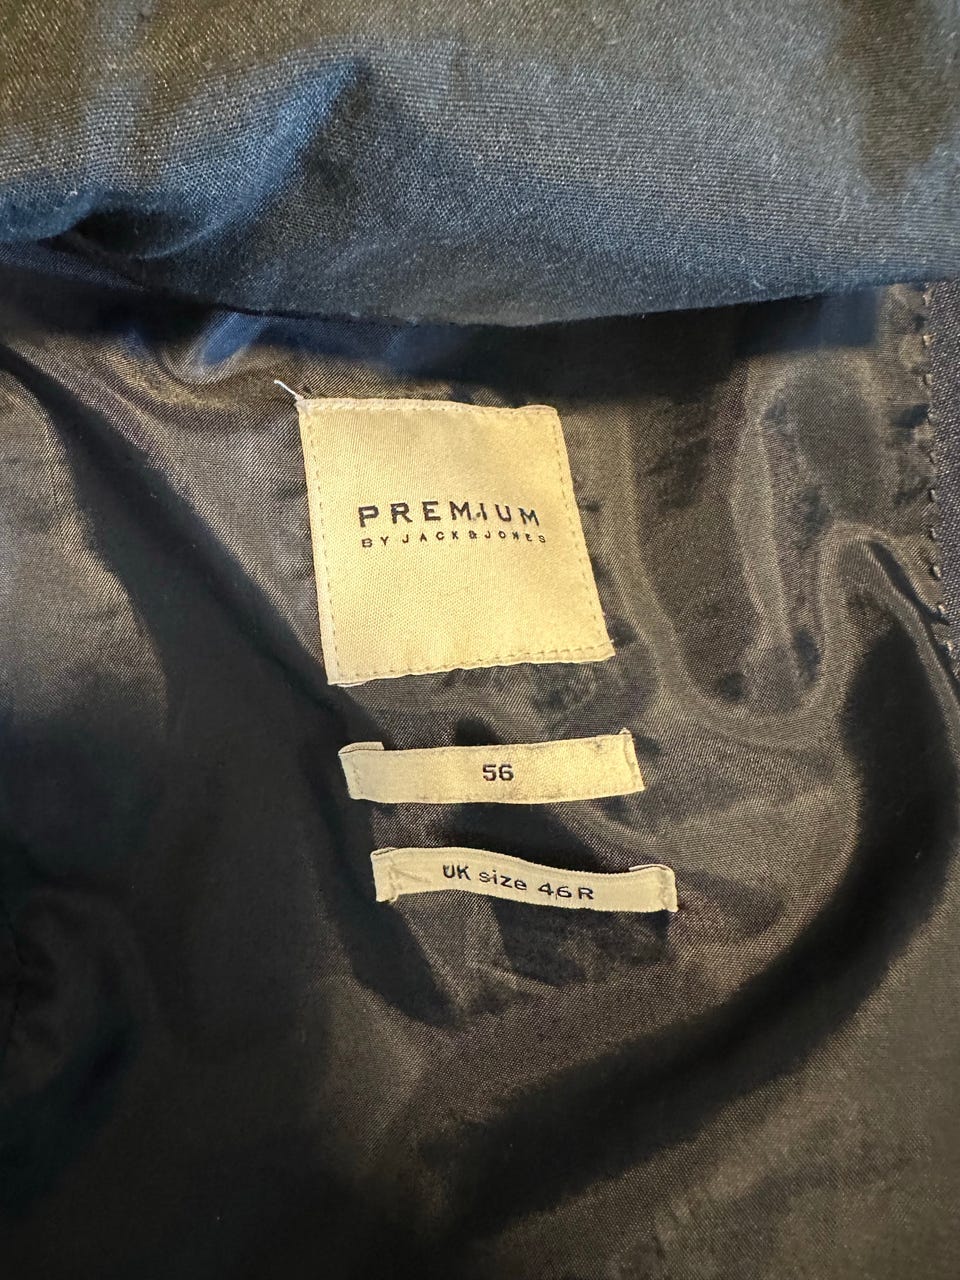 PREMIUM
BY JACK&JONES
56
UK size 46R